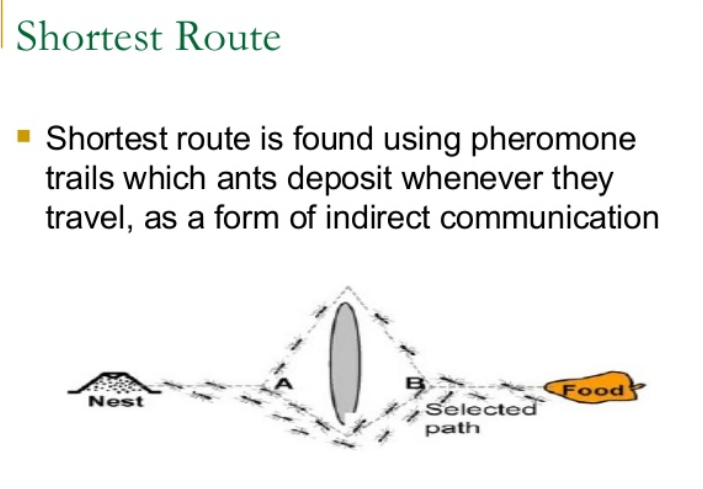 Shortest Route
Shortest route is found using pheromone
trails which ants deposit whenever they
travel, as a form of indirect communication
A
B
Food
Nest
Selected
path